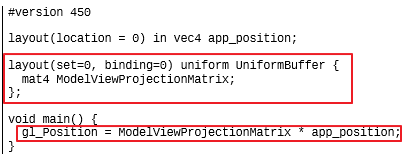 #version 450
layout(location = 0) in vec4 app_position;
layout(set=0, binding=0) uniform UniformBuffer {
mat4 ModelViewProjectionMatrix;
};
void main() {
gl_Position = ModelViewProjectionMatrix * app_position;
}